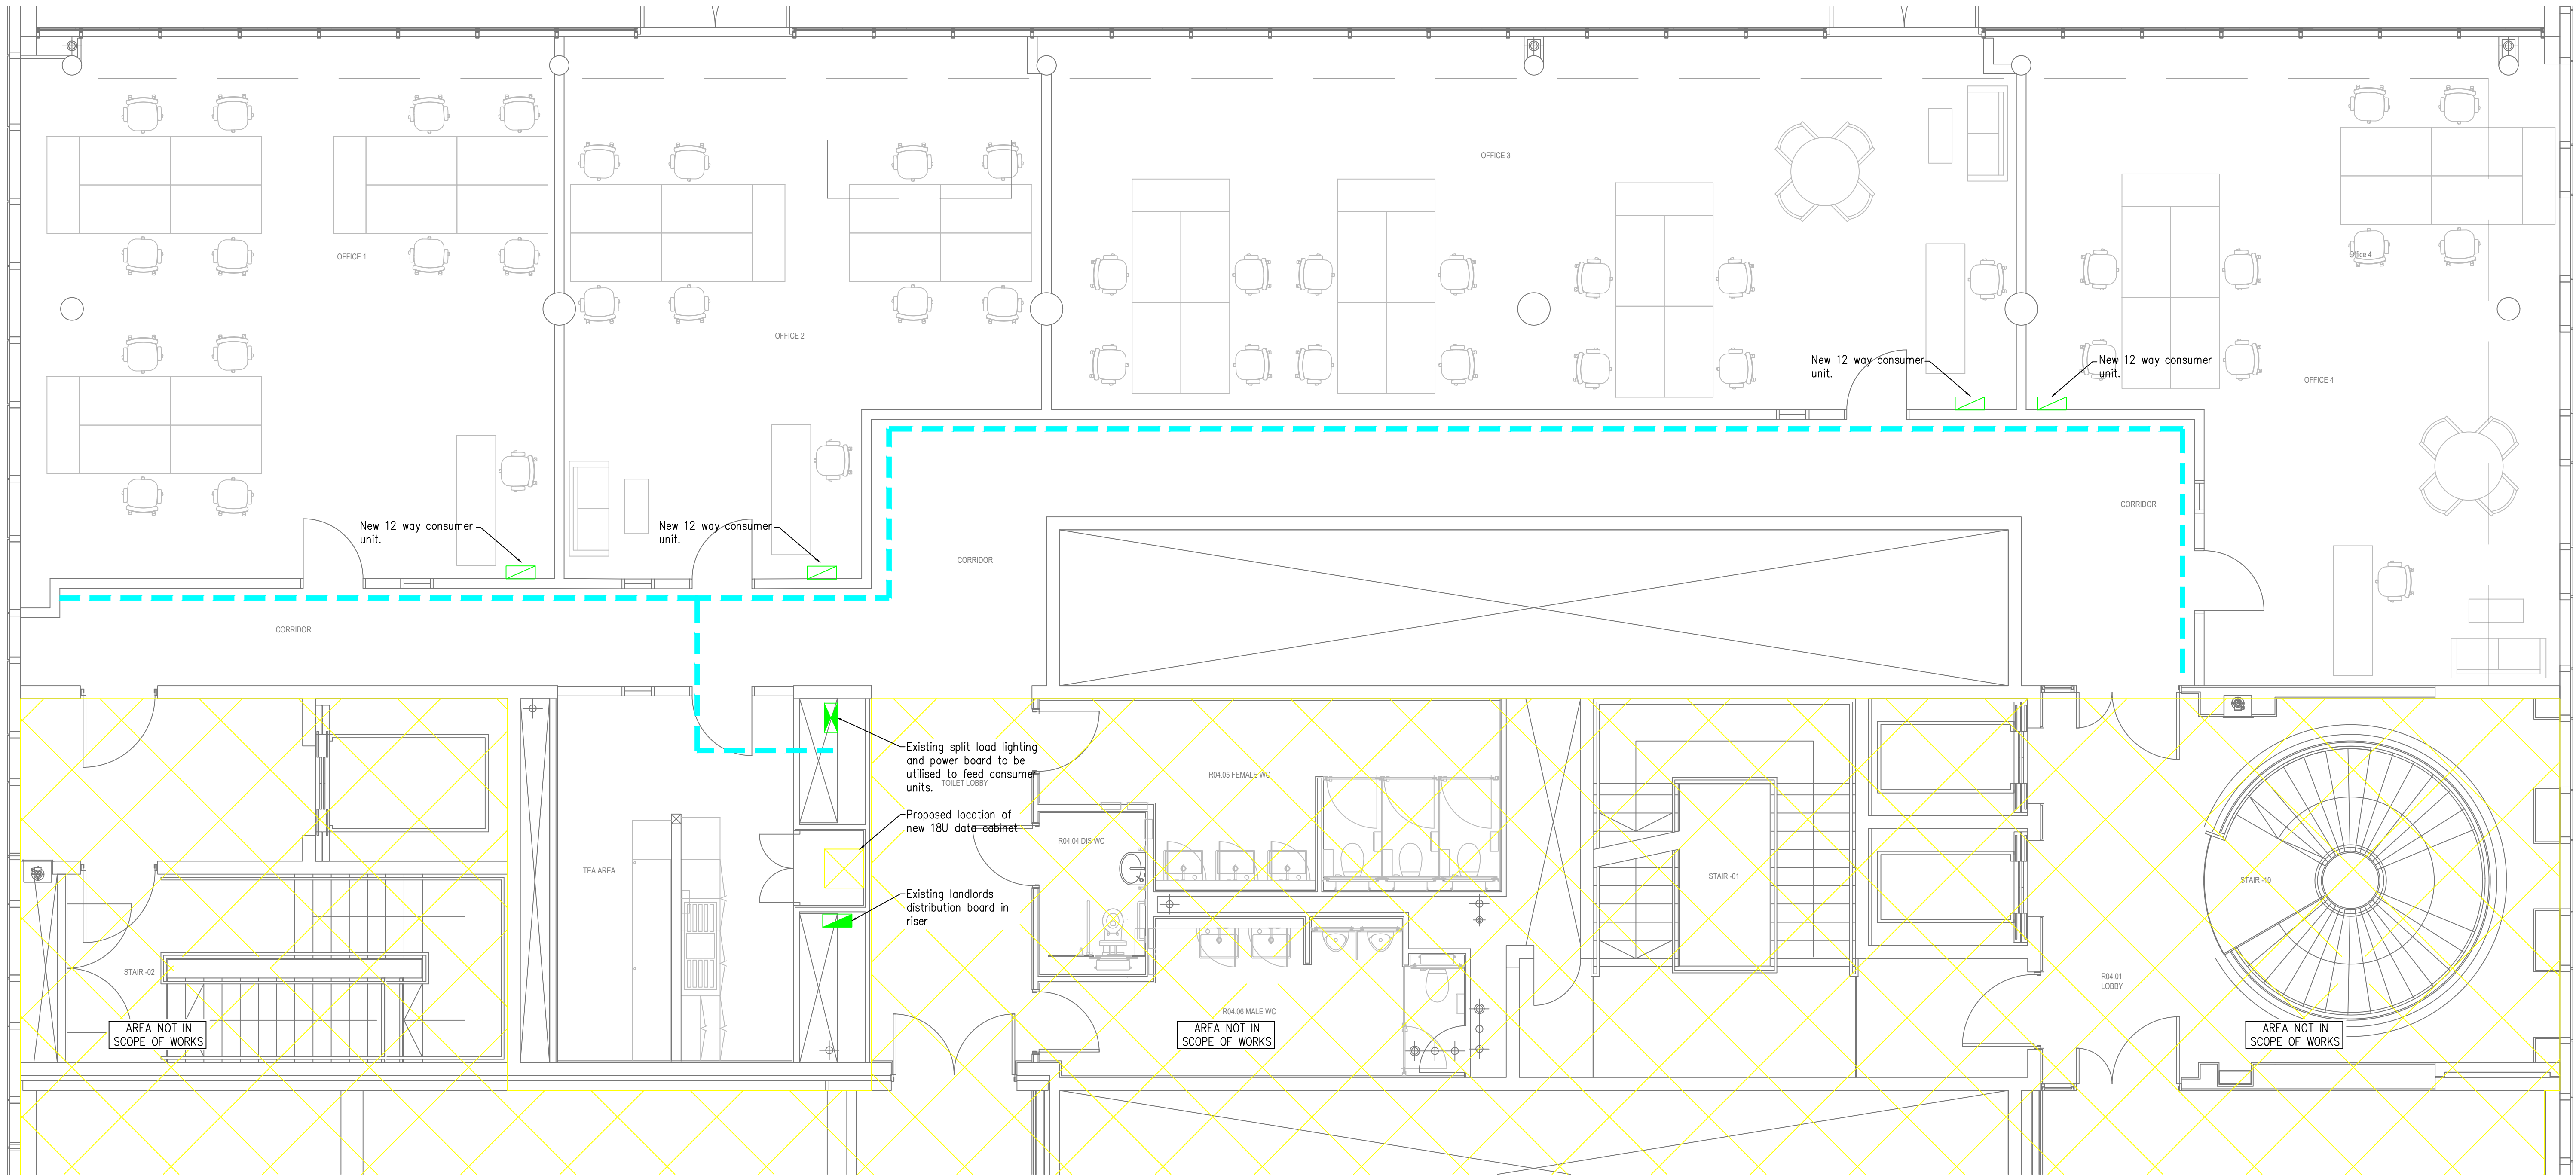 OFFICE 3
OFFICE 1
Office 4
OFFICE 2
New 12 way consumer
unit.
New 12 way consumer
unit.
OFFICE 4
New 12 way consumer
unit.
New 12 way consumer
unit.
CORRIDOR
CORRIDOR
CORRIDOR
Existing split load lighting
and power board to be
utilised to feed consumer
units.
TOILET LOBBY
R04.05 FEMALE WC
Proposed location of
new 18U data cabinet
R04.04 DIS WC
TEA AREA
STAIR -01
STAIR -10
Existing landlords
distribution board in
riser
STAIR -02
R04.01
LOBBY
R04.06 MALE WC
AREA NOT IN
SCOPE OF WORKS
AREA NOT IN
SCOPE OF WORKS
AREA NOT IN
SCOPE OF WORKS